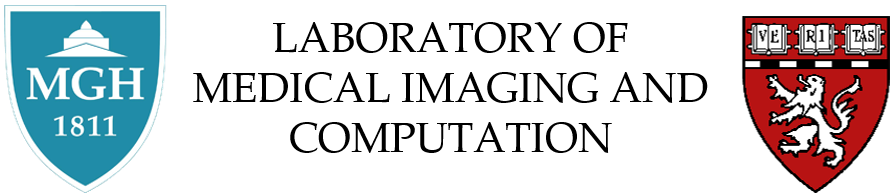 MGH
1811
LABORATORY OF
MEDICAL IMAGING AND
COMPUTATION
VE RI TAS